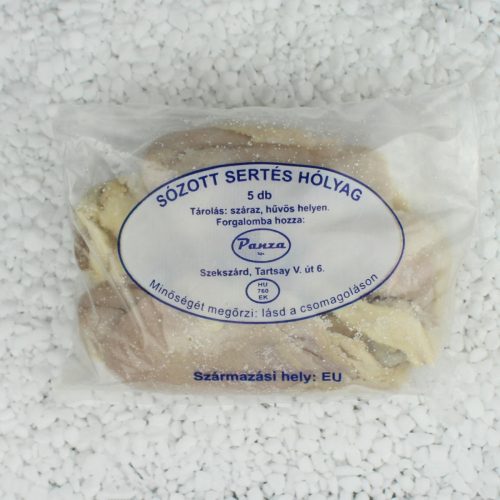 SÓZOTT SERTÉS HÓLYAG
5 db
Tárolás: száraz, hűvös helyen.
Forgalomba hozza:
Panza
Szekszárd, Tartsay V. út 6.
HU
760
EK
Minőségét megőrzi: lásd a csomagoláson
Származási hely: EU